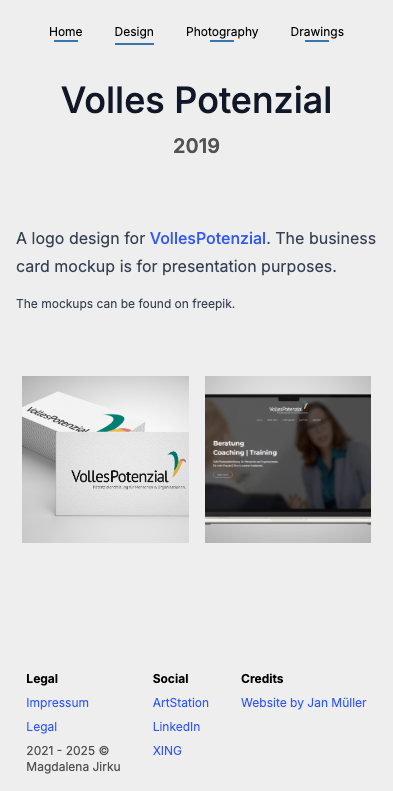 Home Design Photography Drawings
Volles Potenzial
2019
A logo design for VollesPotenzial. The business
card mockup is for presentation purposes.
The mockups can be found on freepik.
VollesPotenzial
VollesPotenzial
VollesPotenzial
Beratung
Coaching | Training
Legal
Impressum
Legal
2021 - 2025 ©
Magdalena Jirku
Social
ArtStation
LinkedIn
XING
Credits
Website by Jan Müller